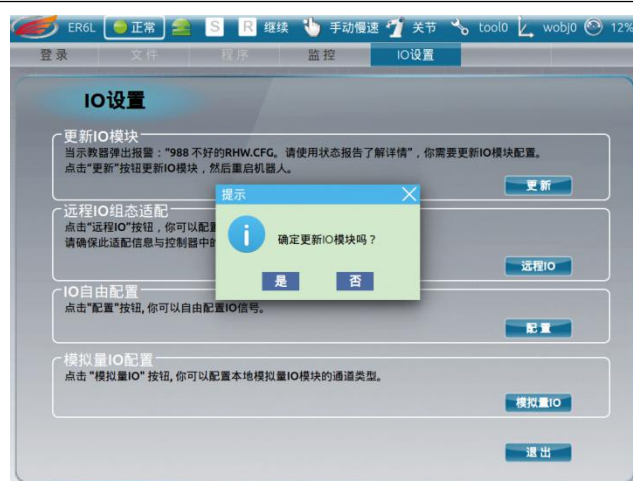 ER6L 正常 S R 继续 手动慢速 关节 tool0 wobj0 12%
登录 文件 程序 监控 IO设置
IO设置
更新IO模块
当示教器弹出报警："988 不好的RHW.CFG。请使用状态报告了解详情"，你需要更新IO模块配置。
点击"更新"按钮更新IO模块，然后重启机器人。
更新
提示
确定更新IO模块吗？
是 否
远程IO组态适配
点击"远程IO"按钮，你可以配置
请确保此适配信息与控制器中的
远程IO
IO自由配置
点击"配置"按钮, 你可以自由配置IO信号。
配置
模拟量IO配置
点击 "模拟量IO" 按钮, 你可以配置本地模拟量IO模块的通道类型。
模拟量IO
退出